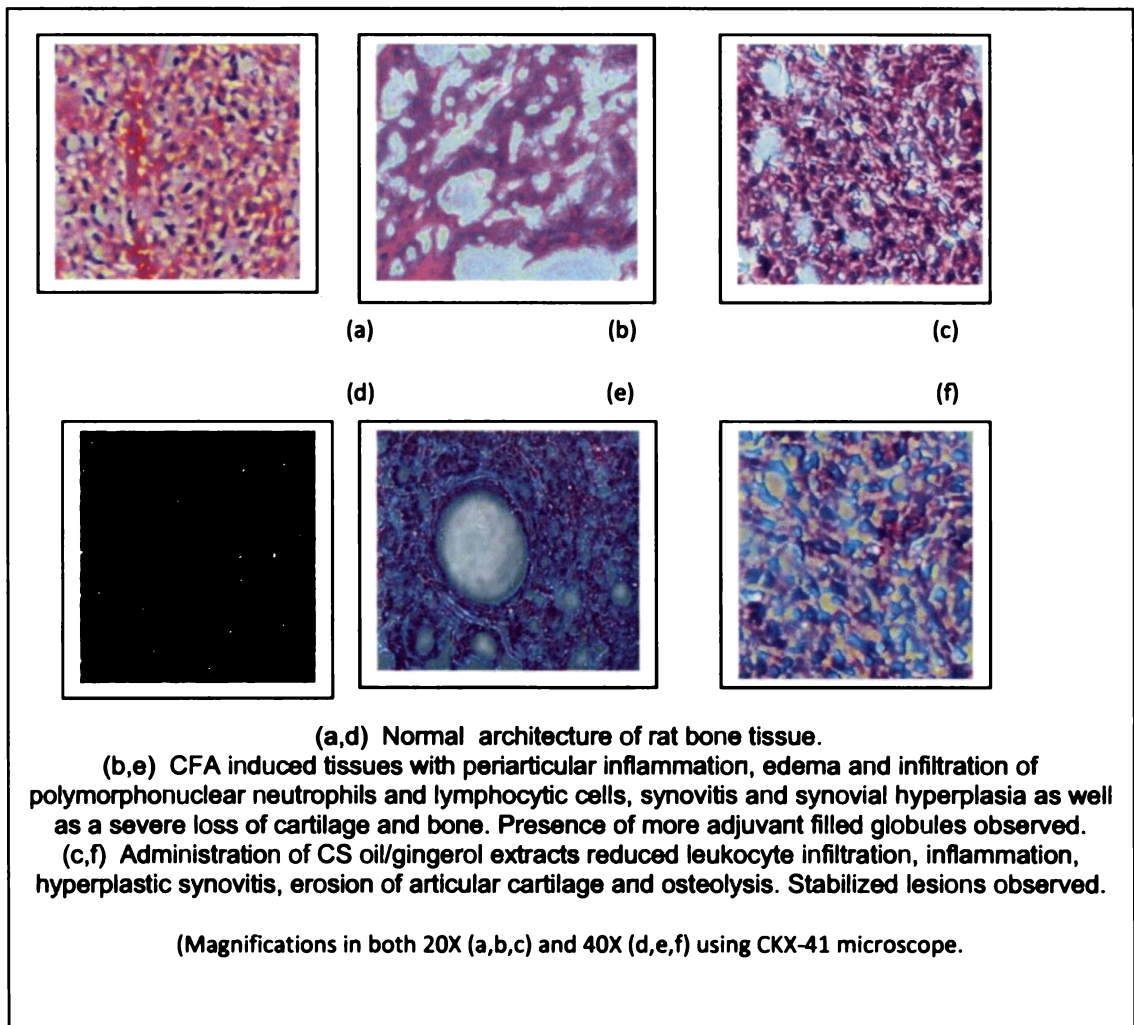 (a) (b) (c)
(d) (e) (f)
(a,d) Normal architecture of rat bone tissue.
(b,e) CFA induced tissues with periarticular inflammation, edema and infiltration of
polymorphonuclear neutrophils and lymphocytic cells, synovitis and synovial hyperplasia as well
as a severe loss of cartilage and bone. Presence of more adjuvant filled globules observed.
(c,f) Administration of CS oil/gingerol extracts reduced leukocyte infiltration, inflammation,
hyperplastic synovitis, erosion of articular cartilage and osteolysis. Stabilized lesions observed.
(Magnifications in both 20X (a,b,c) and 40X (d,e,f) using CKX-41 microscope.